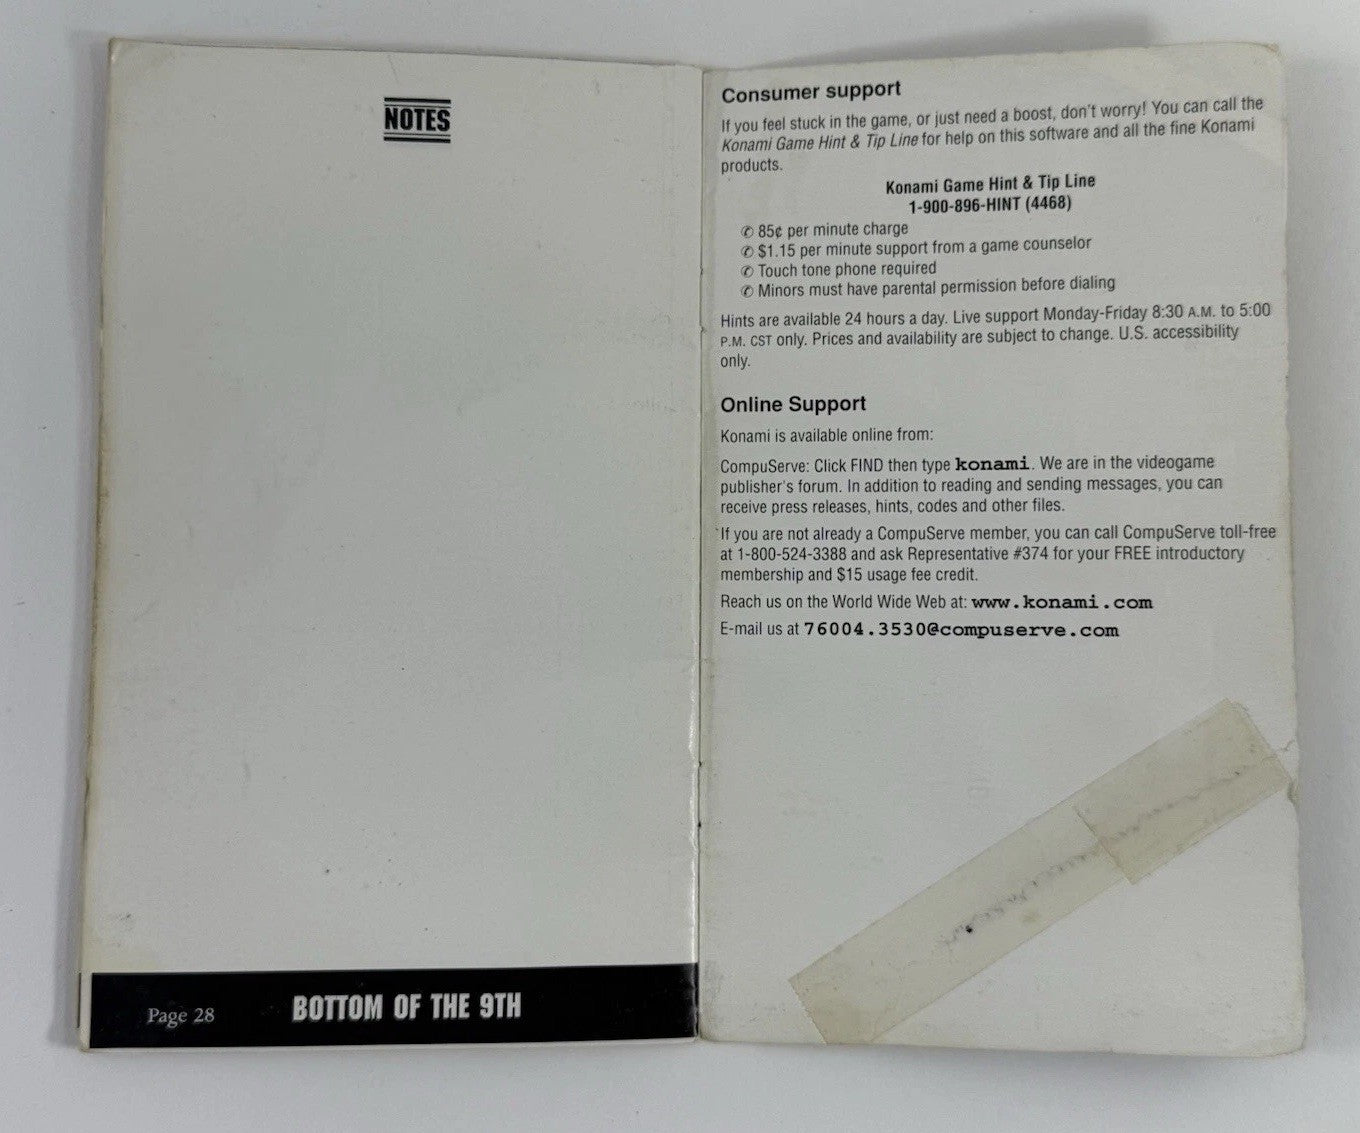 NOTES
Page 28
BOTTOM OF THE 9TH
Consumer support
If you feel stuck in the game, or just need a boost, don't worry! You can call the
Konami Game Hint & Tip Line for help on this software and all the fine Konami
products.
Konami Game Hint & Tip Line
1-900-896-HINT (4468)
✆ 85¢ per minute charge
✆ $1.15 per minute support from a game counselor
✆ Touch tone phone required
✆ Minors must have parental permission before dialing
Hints are available 24 hours a day. Live support Monday-Friday 8:30 A.M. to 5:00
P.M. CST only. Prices and availability are subject to change. U.S. accessibility
only.
Online Support
Konami is available online from:
CompuServe: Click FIND then type konami. We are in the videogame
publisher's forum. In addition to reading and sending messages, you can
receive press releases, hints, codes and other files.
If you are not already a CompuServe member, you can call CompuServe toll-free
at 1-800-524-3388 and ask Representative #374 for your FREE introductory
membership and $15 usage fee credit.
Reach us on the World Wide Web at: www.konami.com
E-mail us at 76004.3530@compuserve.com